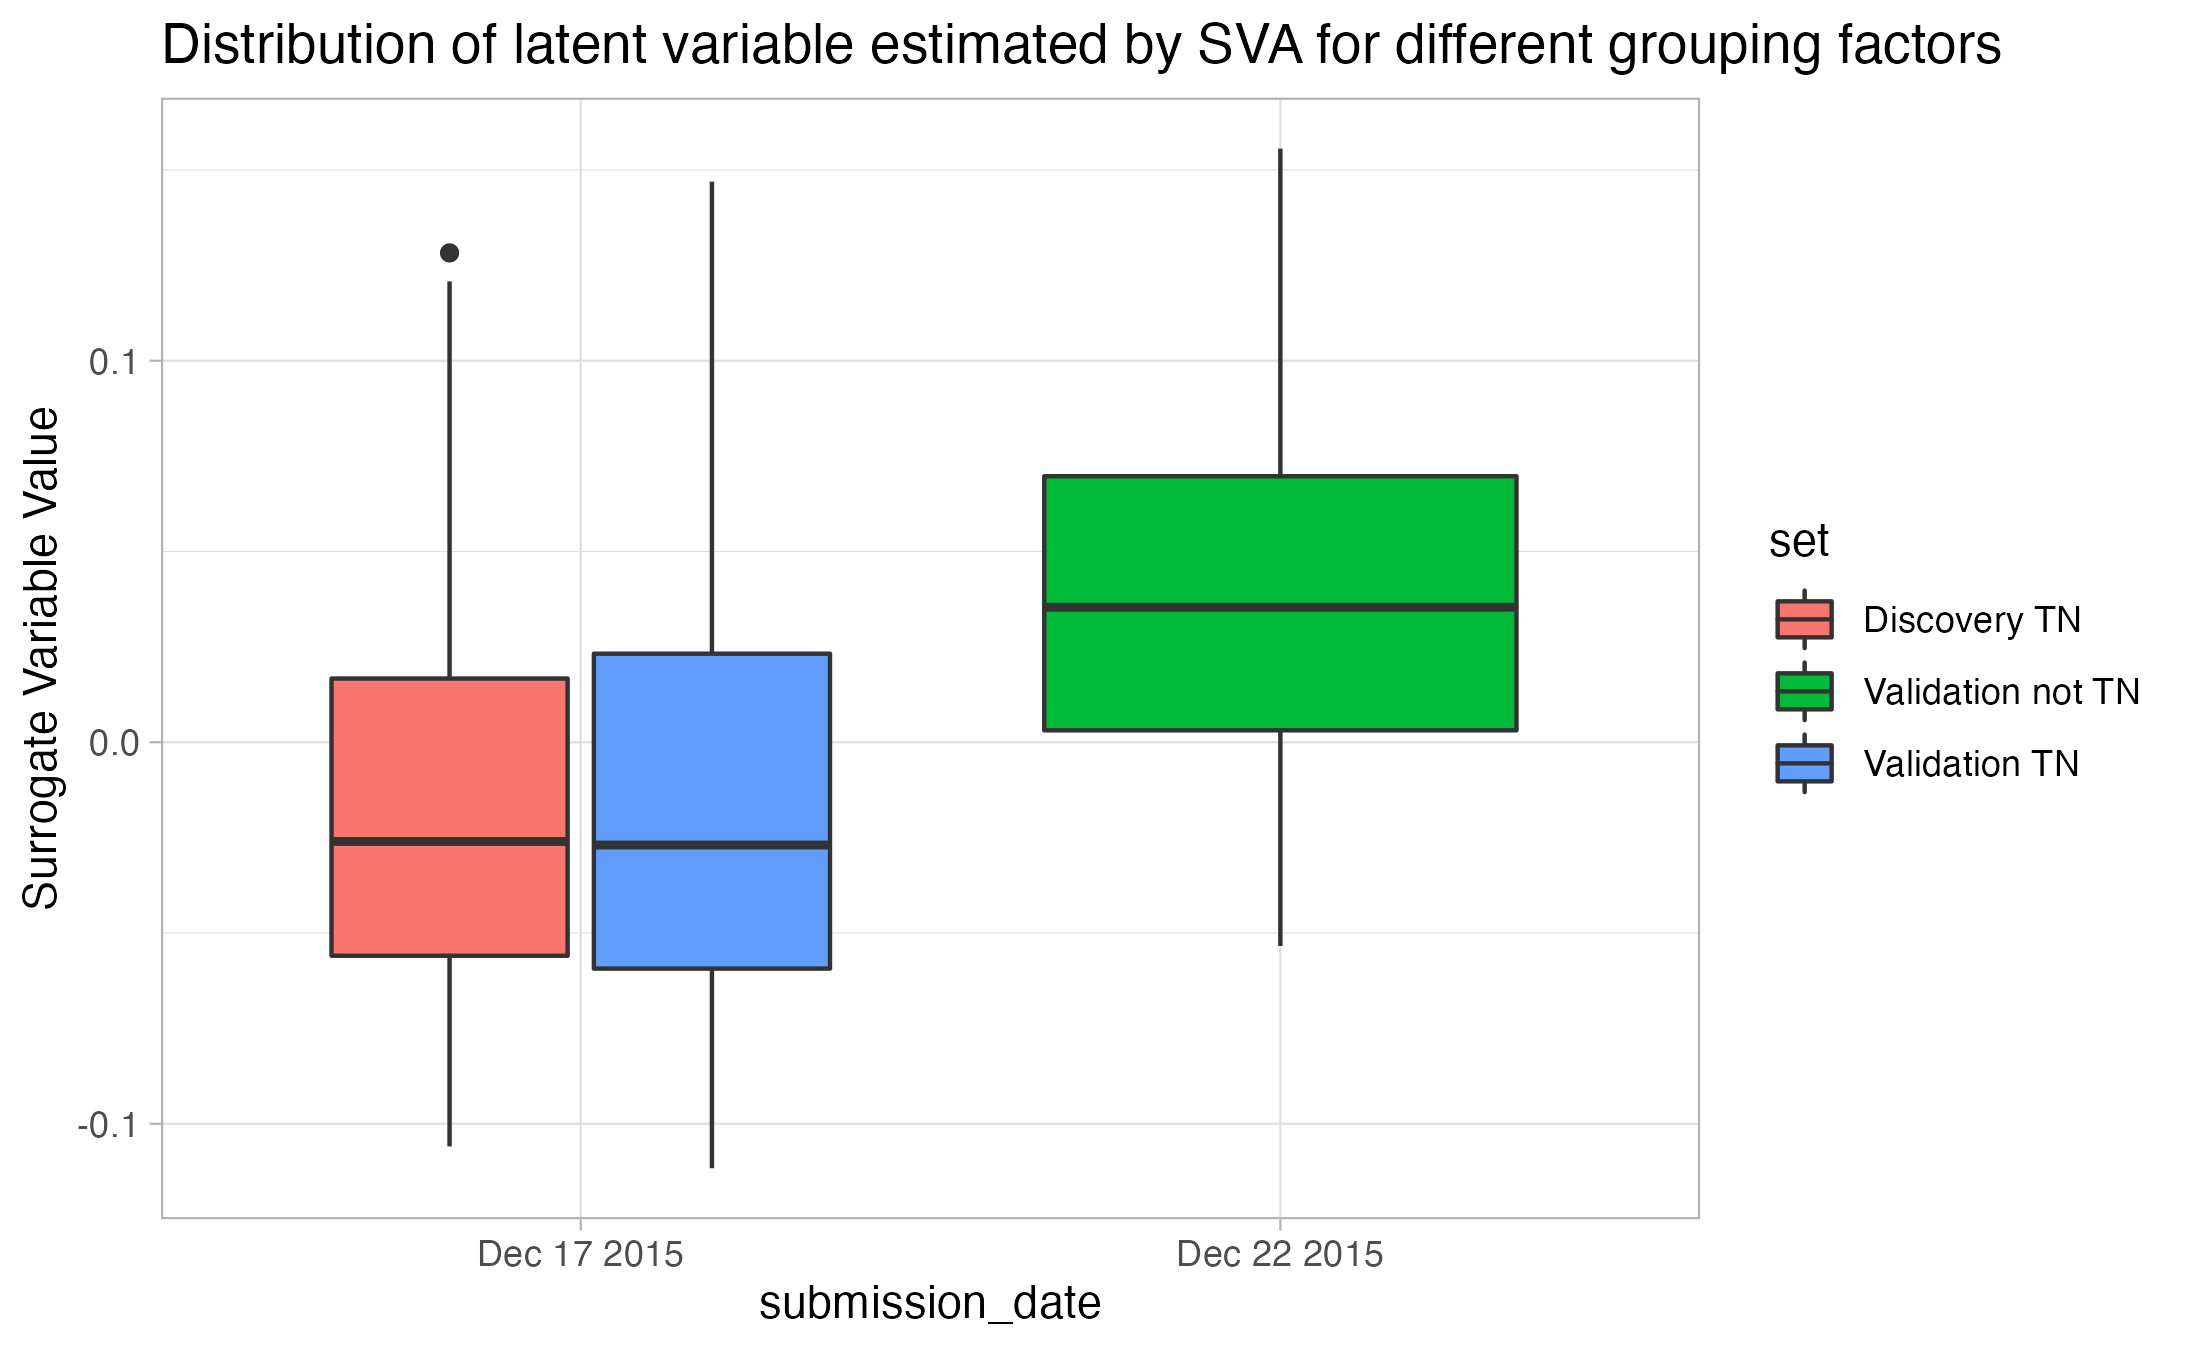 Distribution of latent variable estimated by SVA for different grouping factors
Surrogate Variable Value
0.1
0.0
-0.1
Dec 17 2015
Dec 22 2015
submission_date
set
Discovery TN
Validation not TN
Validation TN